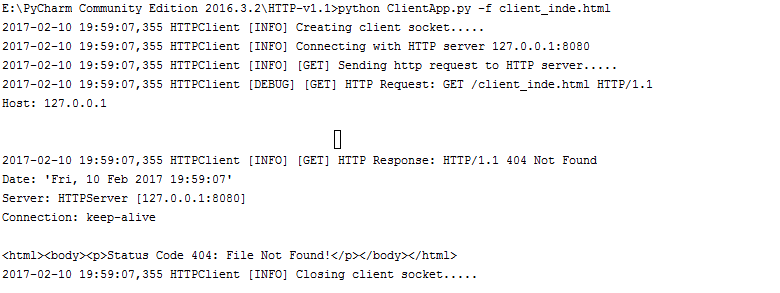 E:\PyCharm Community Edition 2016.3.2\HTTP-v1.1>python ClientApp.py -f client_inde.html
2017-02-10 19:59:07,355 HTTPClient [INFO] Creating client socket.....
2017-02-10 19:59:07,355 HTTPClient [INFO] Connecting with HTTP server 127.0.0.1:8080
2017-02-10 19:59:07,355 HTTPClient [INFO] [GET] Sending http request to HTTP server.....
2017-02-10 19:59:07,355 HTTPClient [DEBUG] [GET] HTTP Request: GET /client_inde.html HTTP/1.1
Host: 127.0.0.1
2017-02-10 19:59:07,355 HTTPClient [INFO] [GET] HTTP Response: HTTP/1.1 404 Not Found
Date: 'Fri, 10 Feb 2017 19:59:07'
Server: HTTPServer [127.0.0.1:8080]
Connection: keep-alive
<html><body><p>Status Code 404: File Not Found!</p></body></html>
2017-02-10 19:59:07,355 HTTPClient [INFO] Closing client socket.....